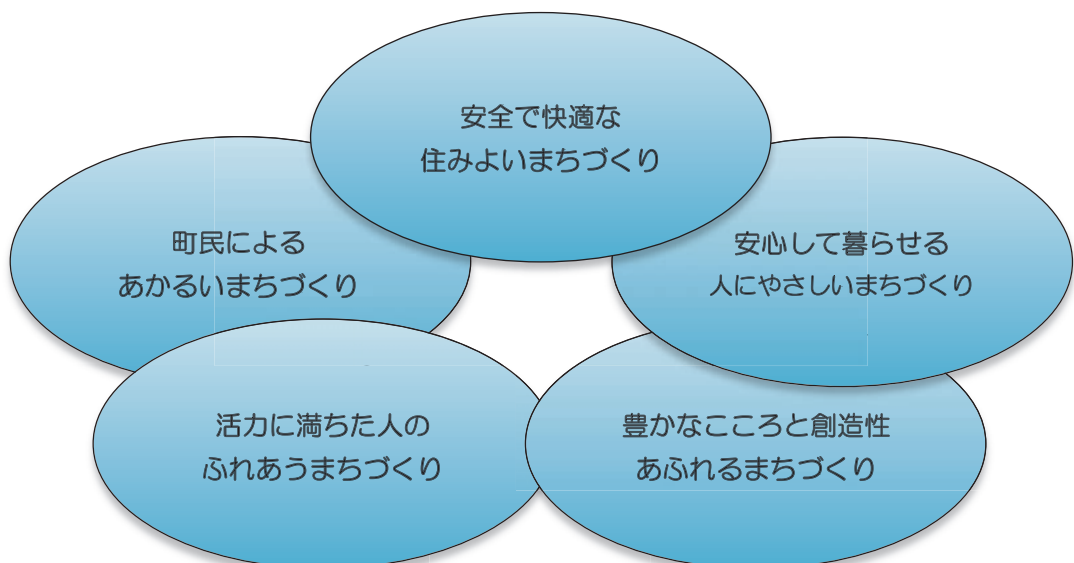 安全で快適な
住みよいまちづくり
町民による
あかるいまちづくり
安心して暮らせる
人にやさしいまちづくり
活力に満ちた人の
ふれあうまちづくり
豊かなこころと創造性
あふれるまちづくり